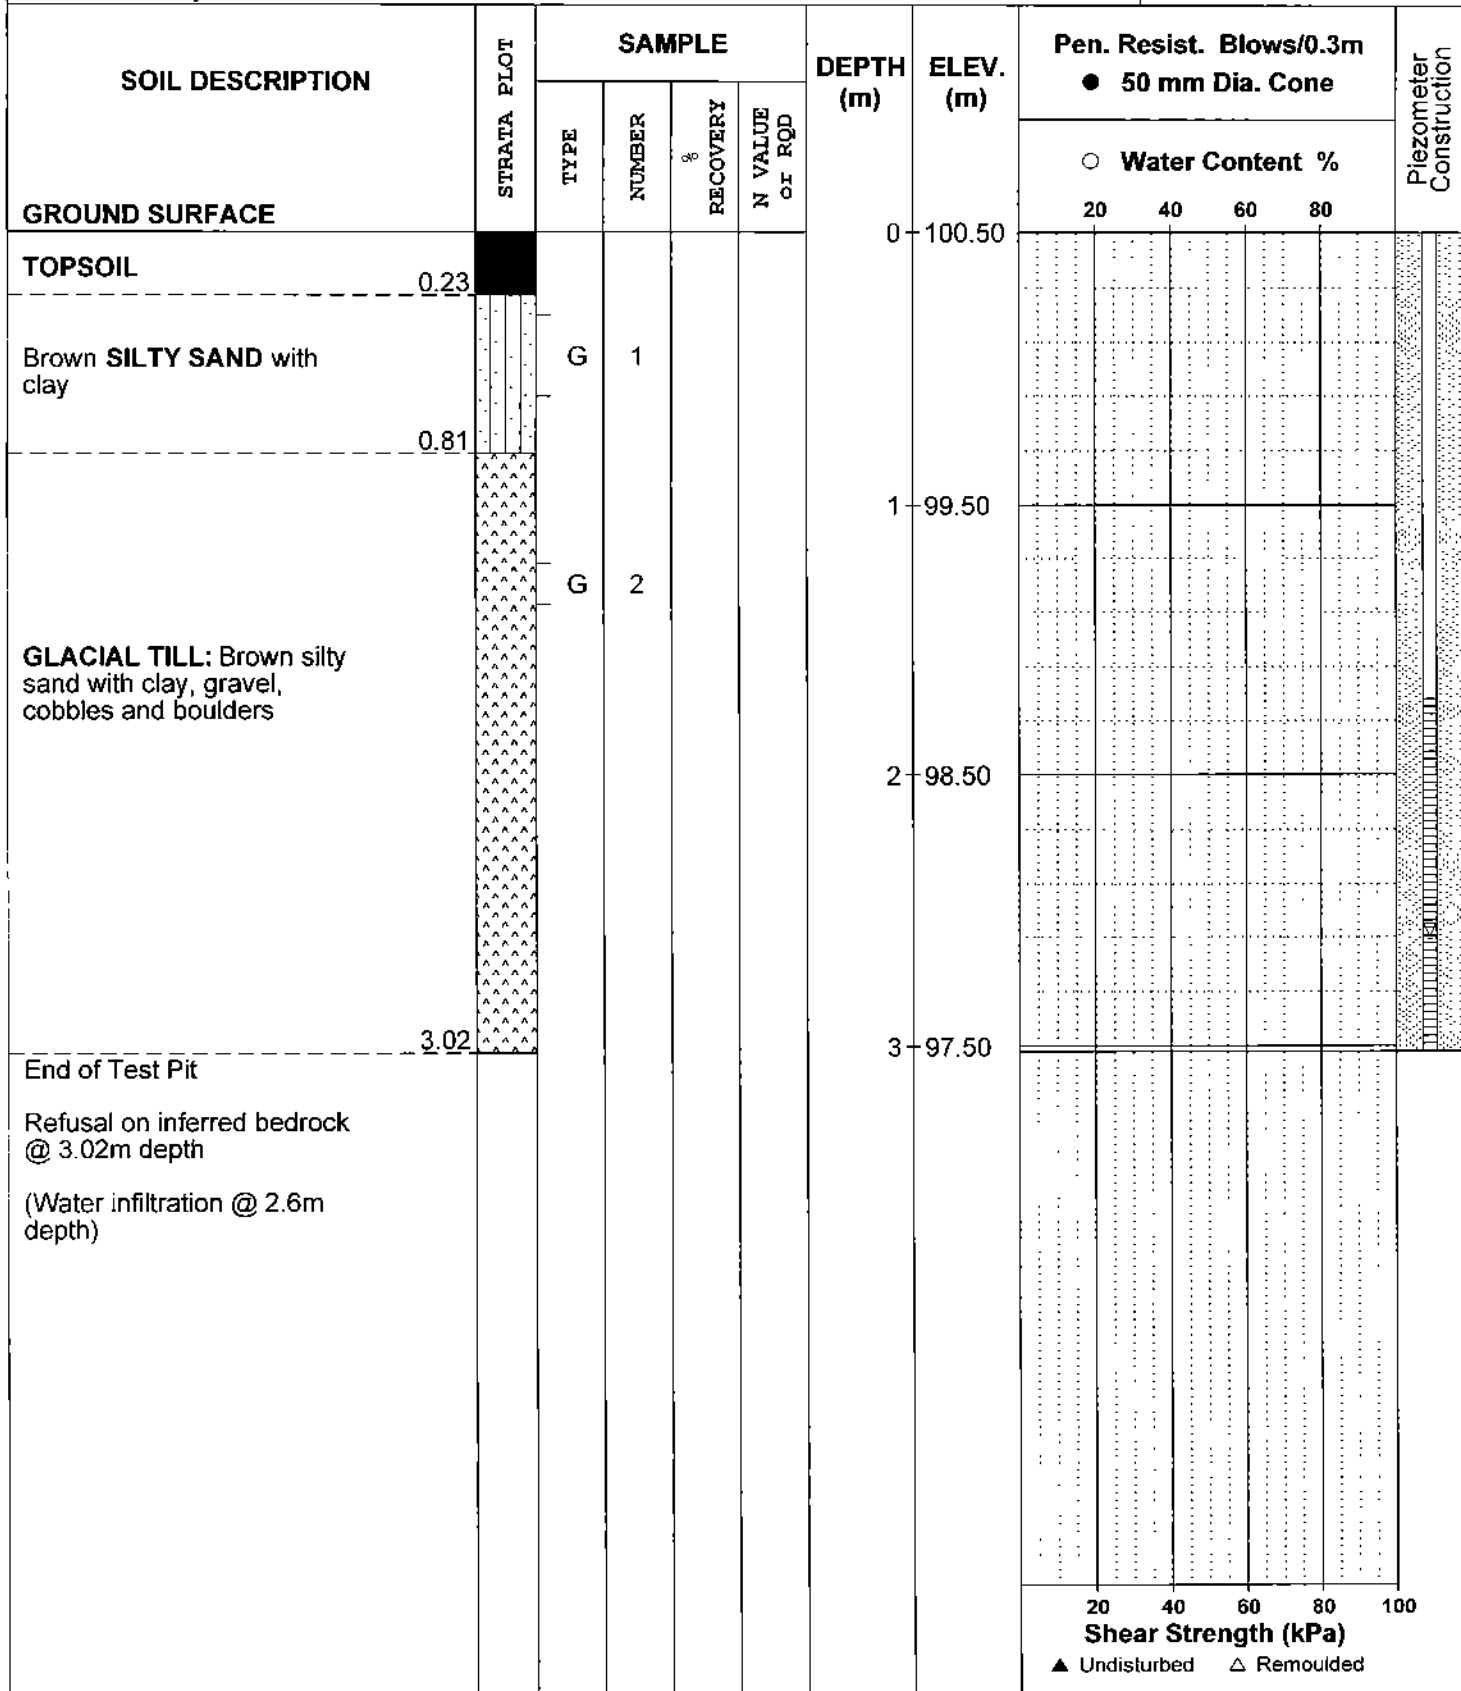 SOIL DESCRIPTION
GROUND SURFACE
STRATA PLOT
SAMPLE
TYPE
NUMBER
% RECOVERY
N VALUE or RQD
DEPTH (m)
ELEV. (m)
Pen. Resist. Blows/0.3m
● 50 mm Dia. Cone
○ Water Content %
20 40 60 80
Piezometer Construction
0 100.50
TOPSOIL
0.23
Brown SILTY SAND with
clay
G 1
0.81
1 99.50
G 2
GLACIAL TILL: Brown silty
sand with clay, gravel,
cobbles and boulders
2 98.50
3.02
3 97.50
End of Test Pit
Refusal on inferred bedrock
@ 3.02m depth
(Water infiltration @ 2.6m
depth)
20 40 60 80 100
Shear Strength (kPa)
▲ Undisturbed △ Remoulded